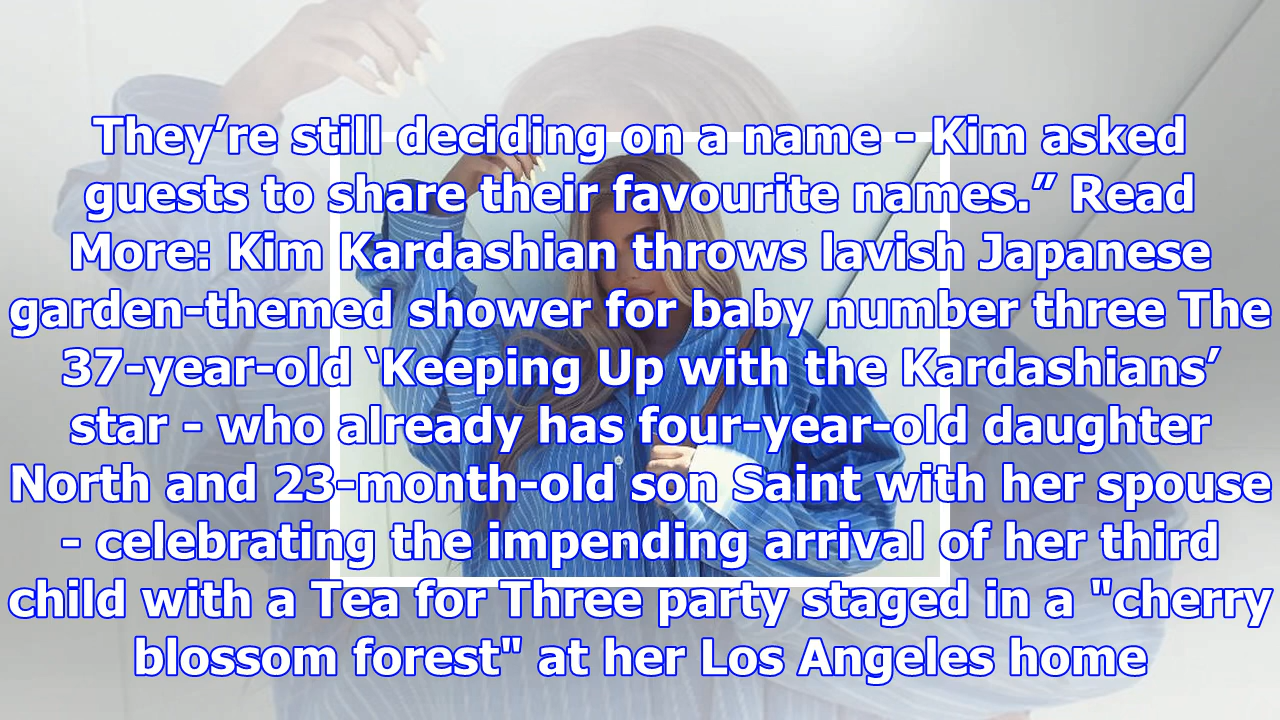 They’re still deciding on a name - Kim asked
guests to share their favourite names.” Read
More: Kim Kardashian throws lavish Japanese
garden-themed shower for baby number three The
37-year-old ‘Keeping Up with the Kardashians’
star - who already has four-year-old daughter
North and 23-month-old son Saint with her spouse
- celebrating the impending arrival of her third
child with a Tea for Three party staged in a "cherry
blossom forest" at her Los Angeles home